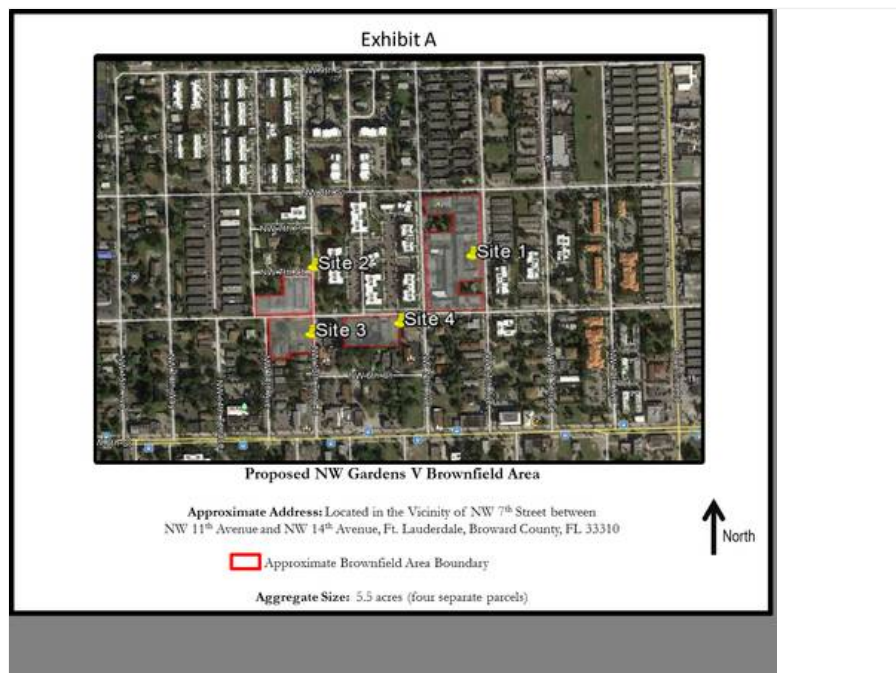 Exhibit A
Site 1
Site 2
Site 3
Site 4
Proposed NW Gardens V Brownfield Area
Approximate Address: Located in the Vicinity of NW 7th Street between
NW 11th Avenue and NW 14th Avenue, Ft. Lauderdale, Broward County, FL 33310
North
Approximate Brownfield Area Boundary
Aggregate Size: 5.5 acres (four separate parcels)